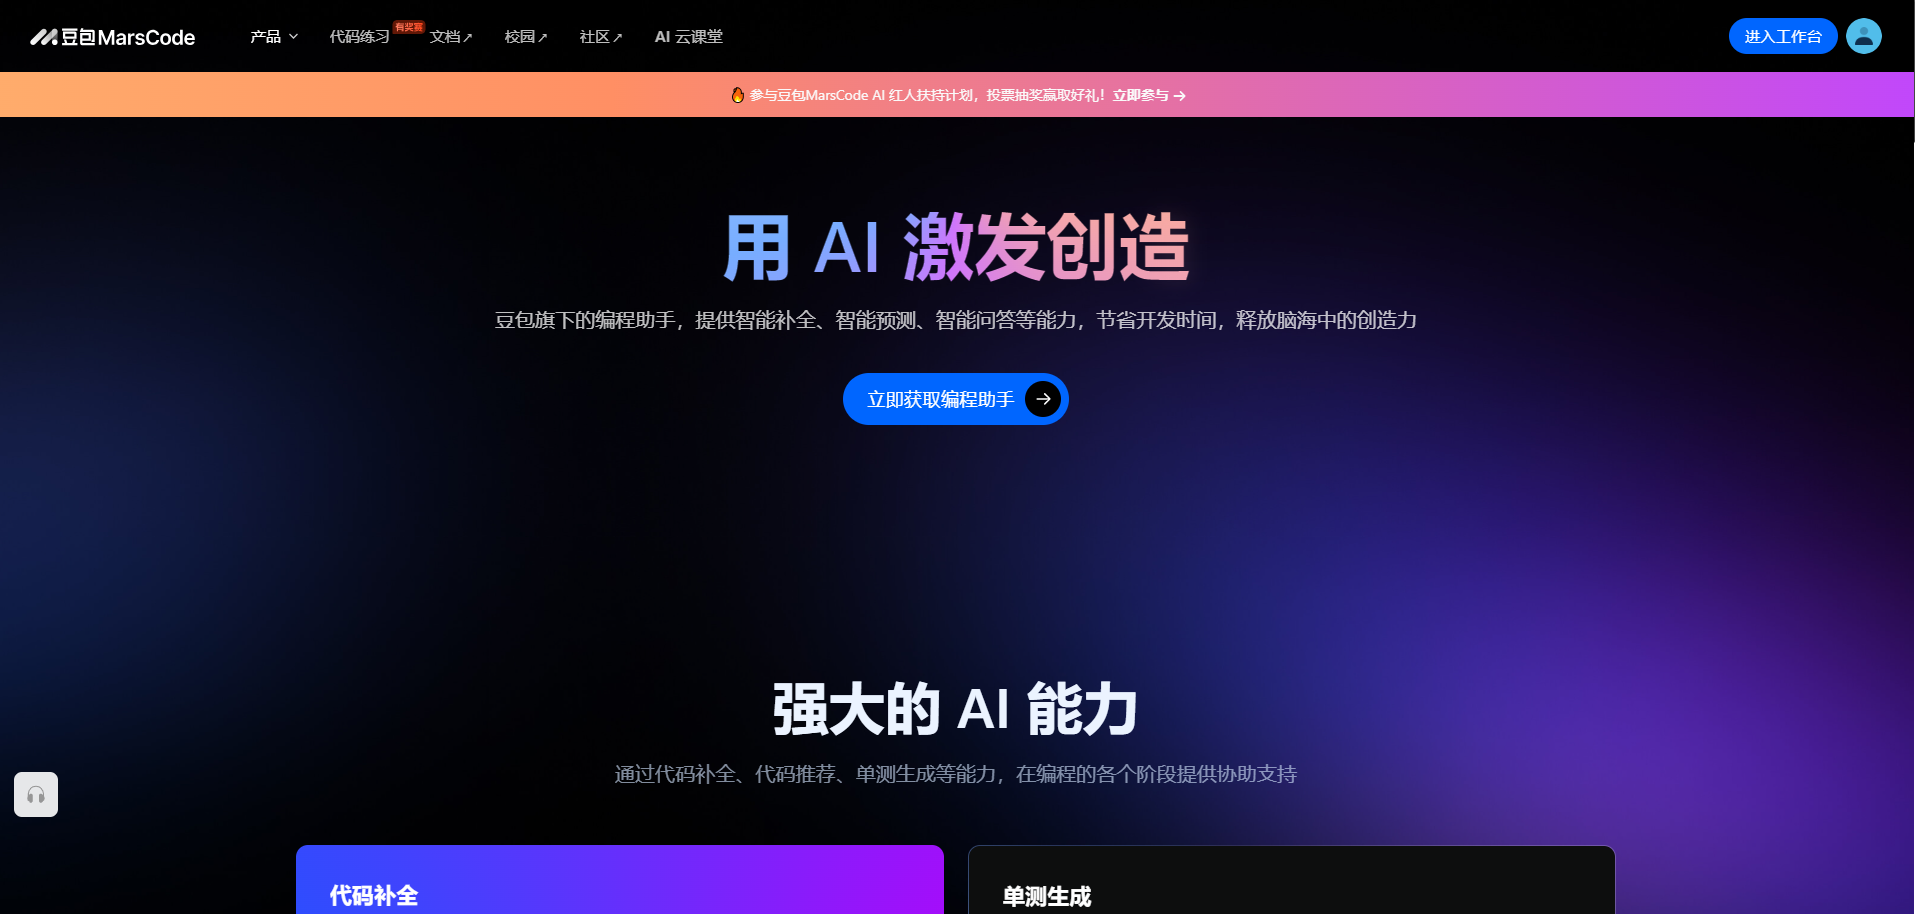 豆包MarsCode
产品
代码练习
有奖赛
文档↗
校园↗
社区↗
AI 云课堂
进入工作台
参与豆包MarsCode AI 红人扶持计划，投票抽奖赢取好礼！立即参与 →
用 AI 激发创造
豆包旗下的编程助手，提供智能补全、智能预测、智能问答等能力，节省开发时间，释放脑海中的创造力
立即获取编程助手
强大的 AI 能力
通过代码补全、代码推荐、单测生成等能力，在编程的各个阶段提供协助支持
代码补全
单测生成